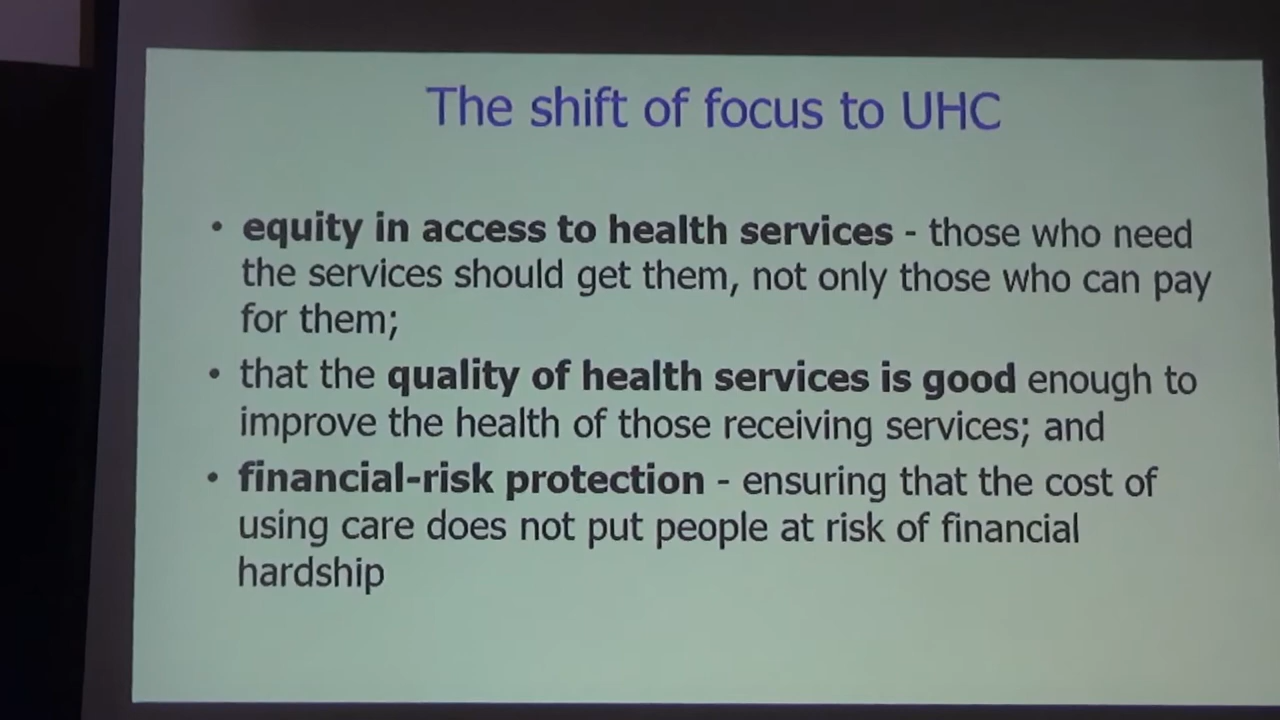 The shift of focus to UHC
• equity in access to health services - those who need
the services should get them, not only those who can pay
for them;
• that the quality of health services is good enough to
improve the health of those receiving services; and
• financial-risk protection - ensuring that the cost of
using care does not put people at risk of financial
hardship